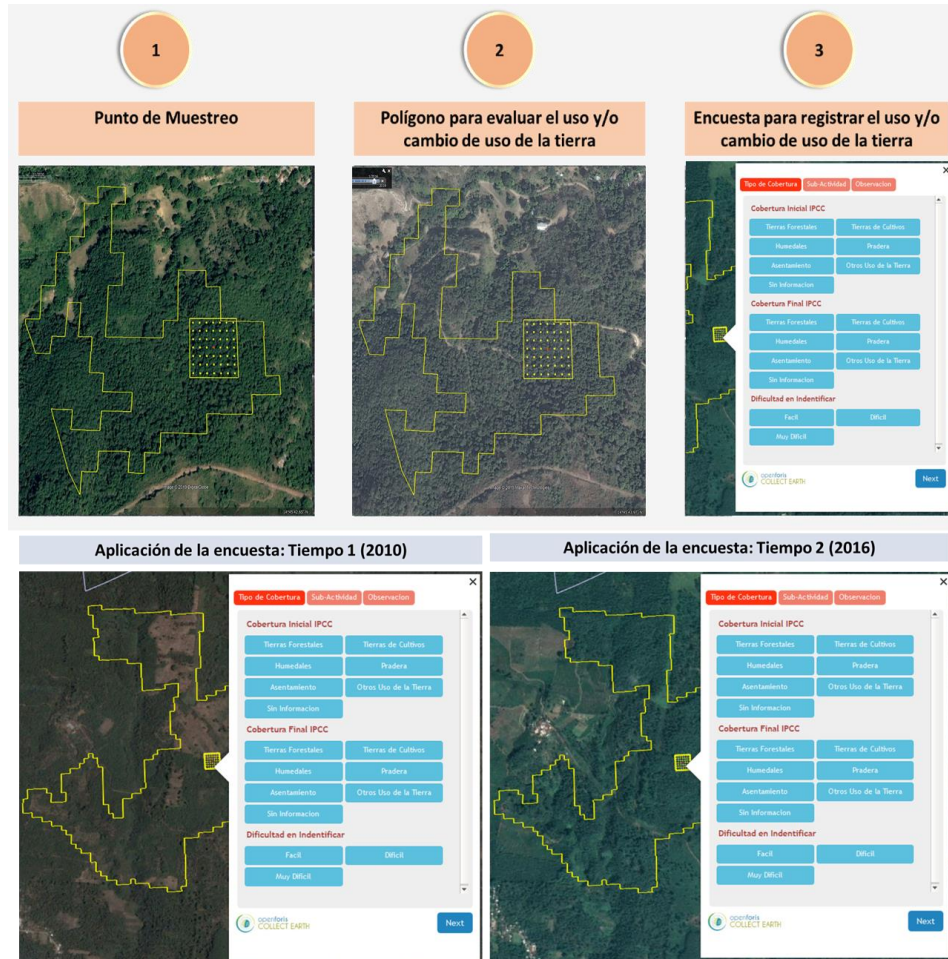 1
2
3
Punto de Muestreo
Polígono para evaluar el uso y/o
cambio de uso de la tierra
Encuesta para registrar el uso y/o
cambio de uso de la tierra
Tipo de Cobertura Sub-Actividad Observacion
Cobertura Inicial IPCC
Tierras Forestales Tierras de Cultivos
Humedales Pradera
Asentamiento Otros Uso de la Tierra
Sin Informacion
Cobertura Final IPCC
Tierras Forestales Tierras de Cultivos
Humedales Pradera
Asentamiento Otros Uso de la Tierra
Sin Informacion
Dificultad en Indentificar
Facil Dificil
Muy Dificil
openforis
COLLECT EARTH
Next
Aplicación de la encuesta: Tiempo 1 (2010)
Tipo de Cobertura Sub-Actividad Observacion
Cobertura Inicial IPCC
Tierras Forestales Tierras de Cultivos
Humedales Pradera
Asentamiento Otros Uso de la Tierra
Sin Informacion
Cobertura Final IPCC
Tierras Forestales Tierras de Cultivos
Humedales Pradera
Asentamiento Otros Uso de la Tierra
Sin Informacion
Dificultad en Indentificar
Facil Dificil
Muy Dificil
openforis
COLLECT EARTH
Next
Aplicación de la encuesta: Tiempo 2 (2016)
Tipo de Cobertura Sub-Actividad Observacion
Cobertura Inicial IPCC
Tierras Forestales Tierras de Cultivos
Humedales Pradera
Asentamiento Otros Uso de la Tierra
Sin Informacion
Cobertura Final IPCC
Tierras Forestales Tierras de Cultivos
Humedales Pradera
Asentamiento Otros Uso de la Tierra
Sin Informacion
Dificultad en Indentificar
Facil Dificil
Muy Dificil
openforis
COLLECT EARTH
Next